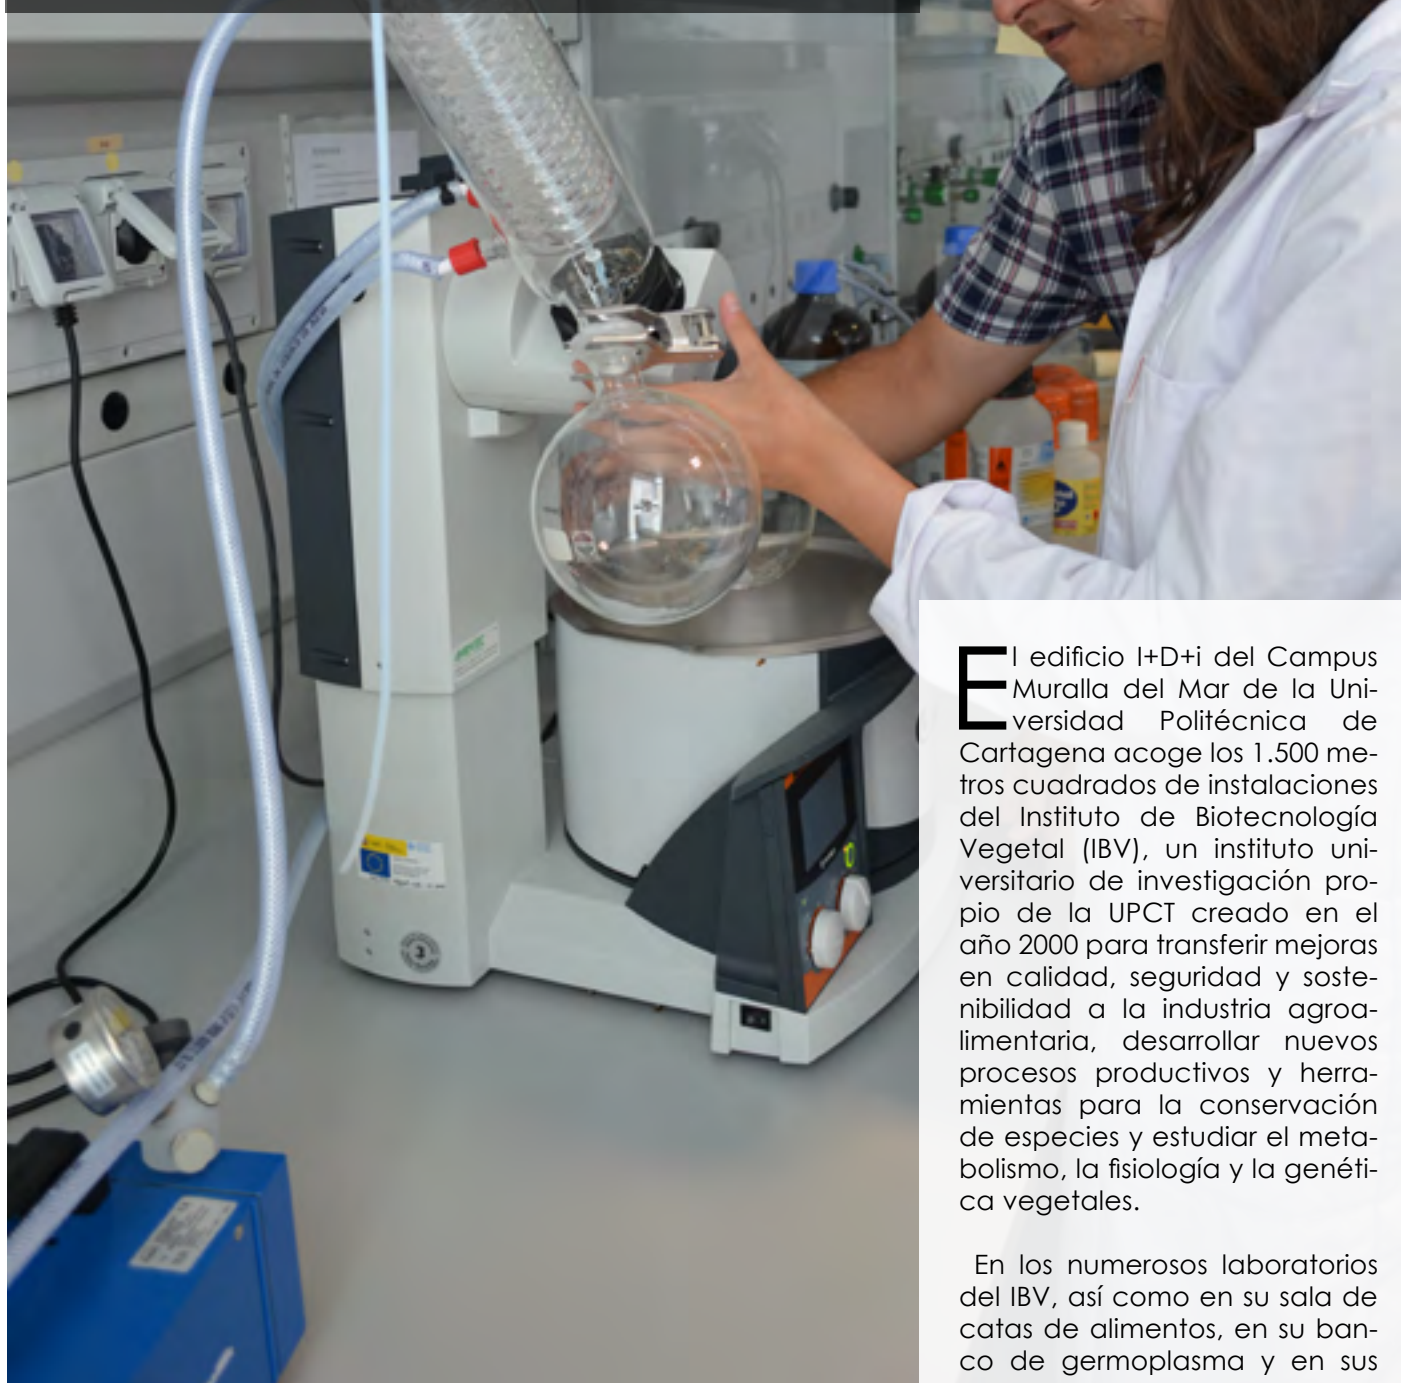 El edificio I+D+i del Campus
Muralla del Mar de la Uni-
versidad Politécnica de
Cartagena acoge los 1.500 me-
tros cuadrados de instalaciones
del Instituto de Biotecnología
Vegetal (IBV), un instituto uni-
versitario de investigación pro-
pio de la UPCT creado en el
año 2000 para transferir mejoras
en calidad, seguridad y soste-
nibilidad a la industria agroa-
limentaria, desarrollar nuevos
procesos productivos y herra-
mientas para la conservación
de especies y estudiar el meta-
bolismo, la fisiología y la genéti-
ca vegetales.
En los numerosos laboratorios
del IBV, así como en su sala de
catas de alimentos, en su ban-
co de germoplasma y en sus